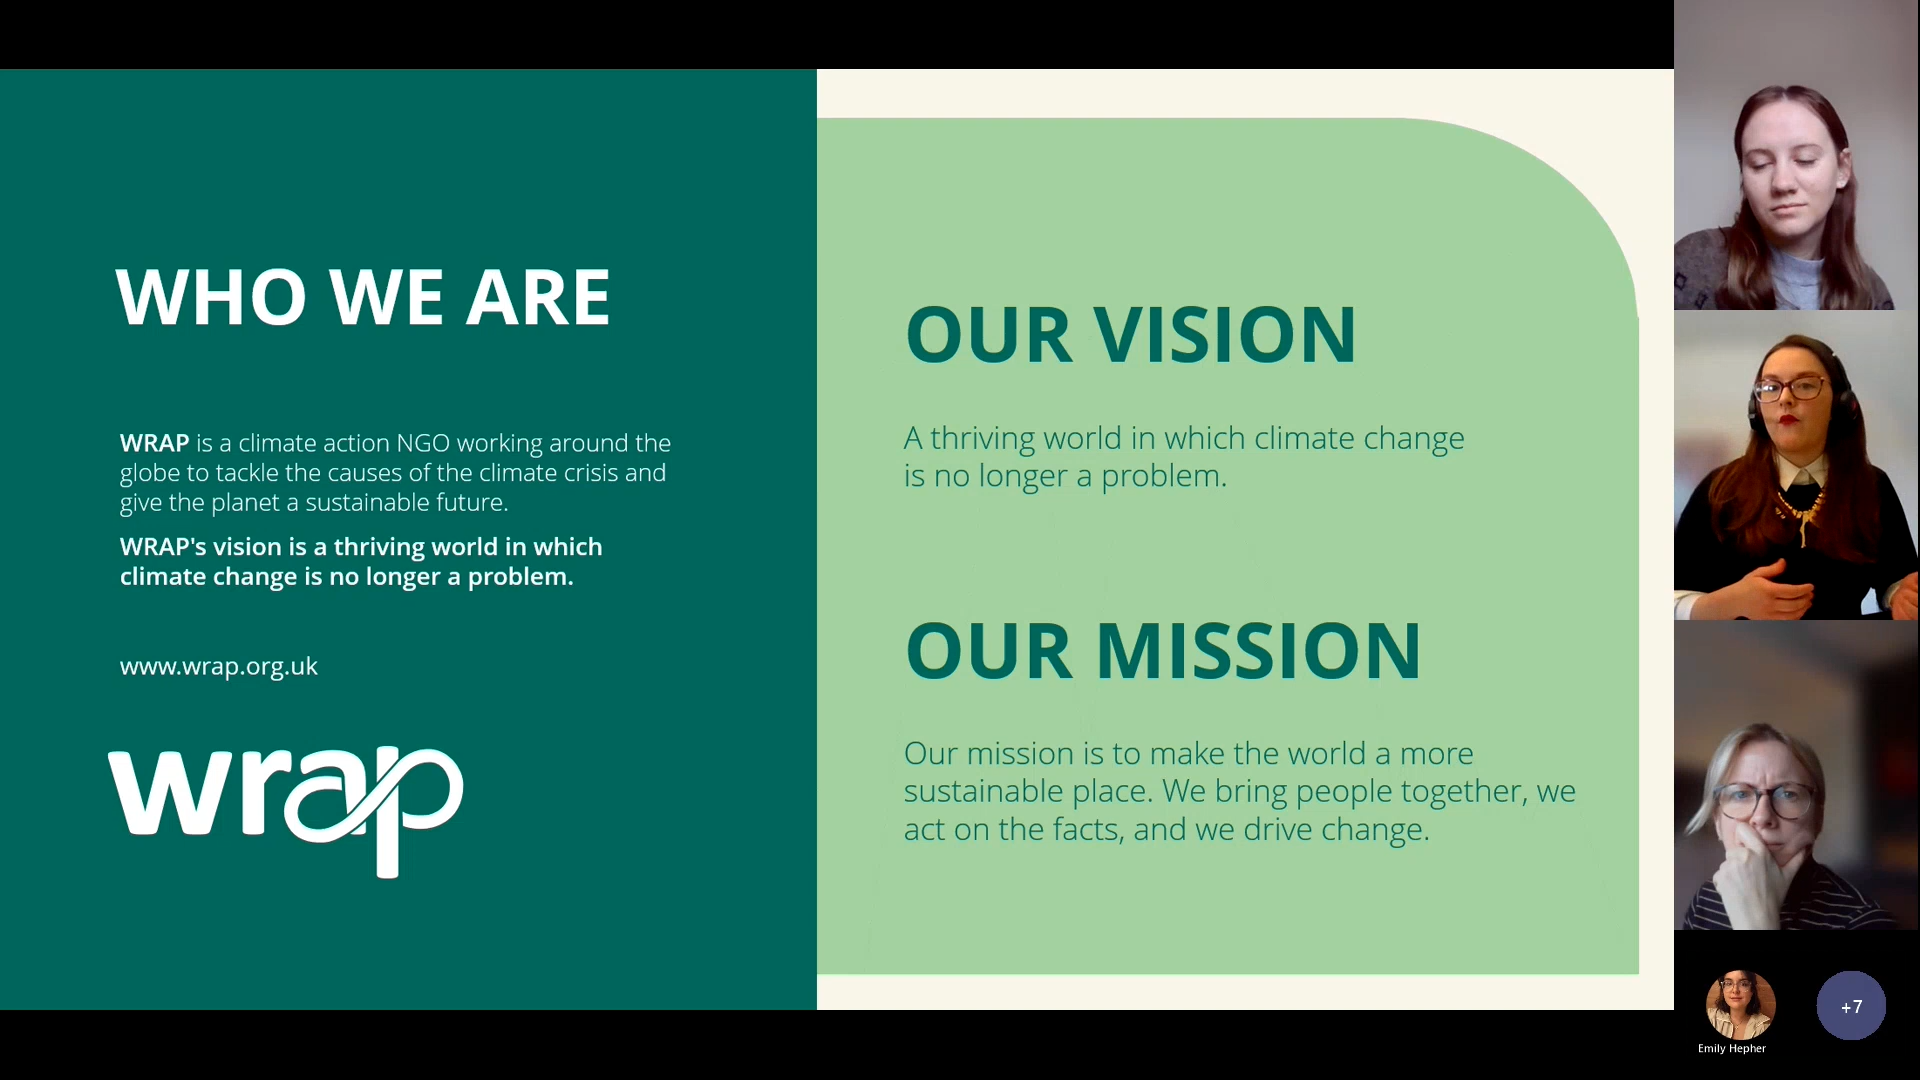 WHO WE ARE
WRAP is a climate action NGO working around the
globe to tackle the causes of the climate crisis and
give the planet a sustainable future.
WRAP's vision is a thriving world in which
climate change is no longer a problem.
www.wrap.org.uk
wrap
OUR VISION
A thriving world in which climate change
is no longer a problem.
OUR MISSION
Our mission is to make the world a more
sustainable place. We bring people together, we
act on the facts, and we drive change.
Emily Hepher
+7